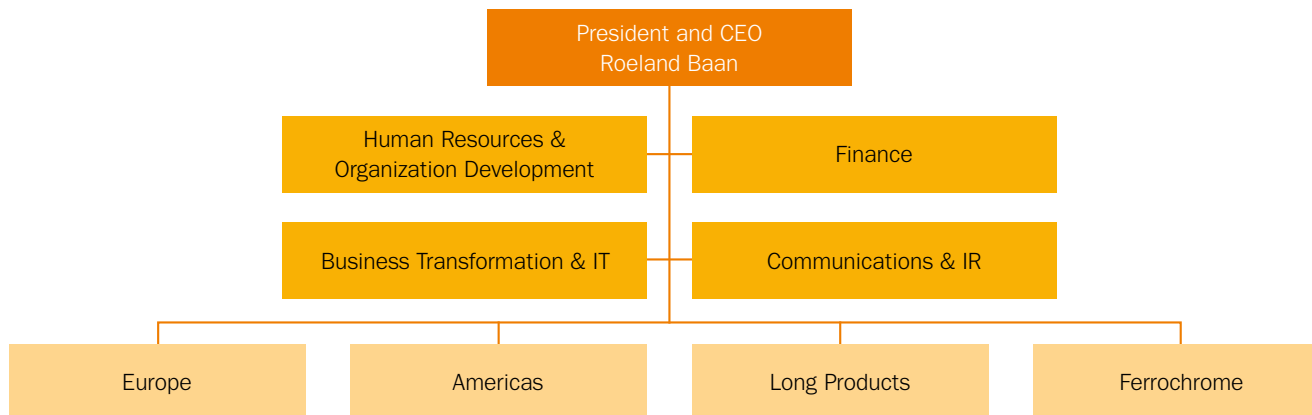 President and CEO
Roeland Baan
Human Resources &
Organization Development
Finance
Business Transformation & IT
Communications & IR
Europe
Americas
Long Products
Ferrochrome